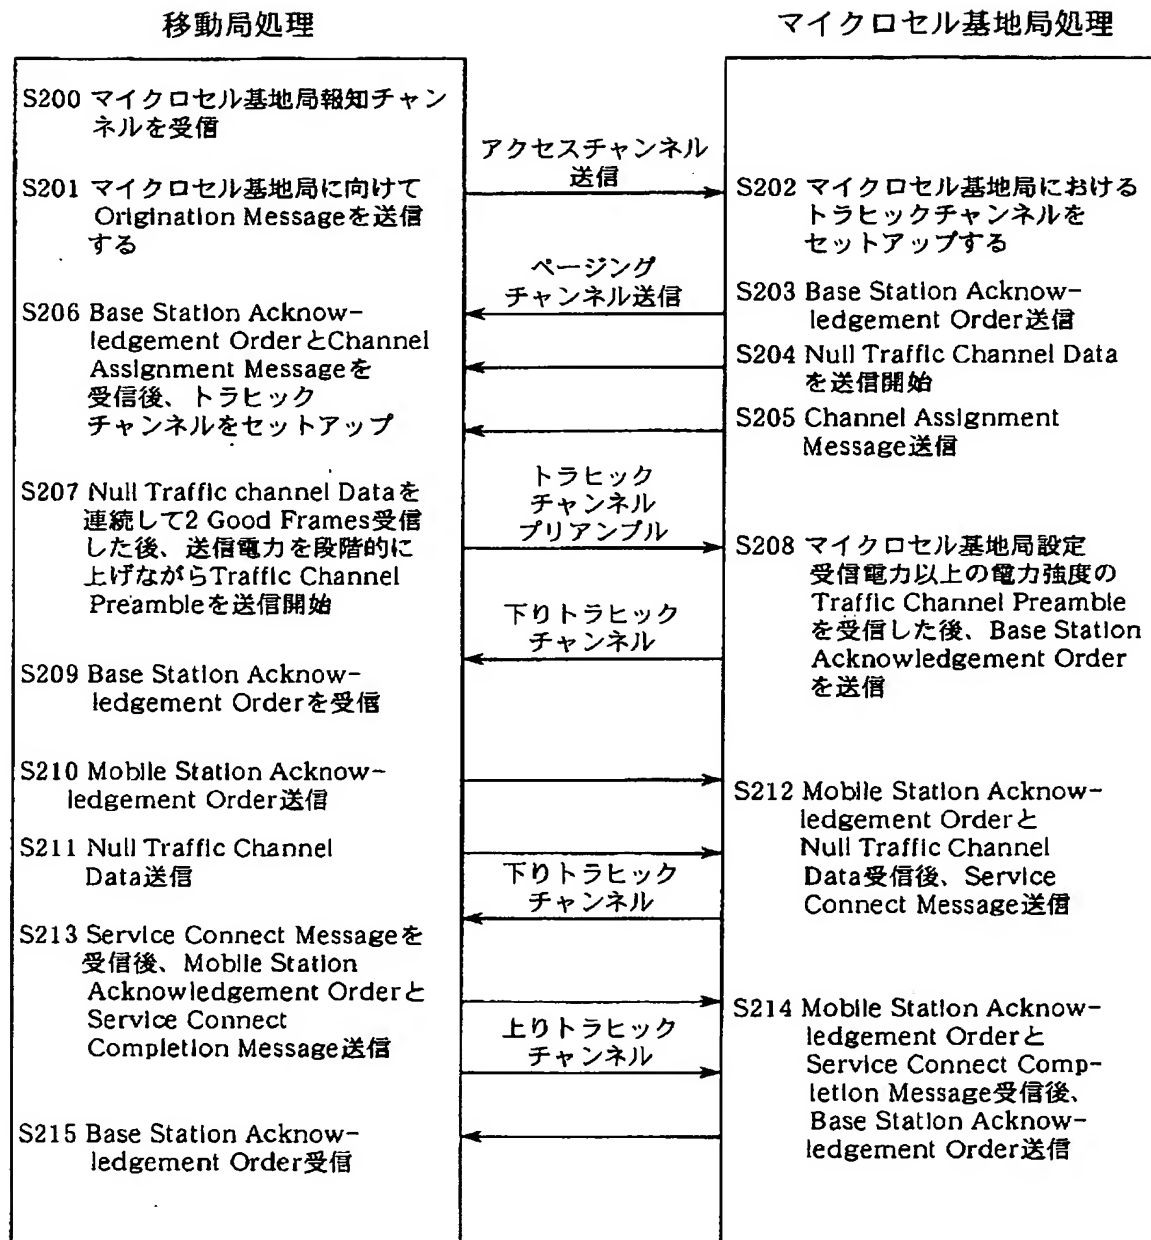 移動局処理
マイクロセル基地局処理
S200 マイクロセル基地局報知チャン
ネルを受信
アクセスチャンネル
送信
S201 マイクロセル基地局に向けて
Origination Messageを送信
する
S202 マイクロセル基地局における
トラヒックチャンネルを
セットアップする
ページング
チャンネル送信
S203 Base Station Acknow-
ledgement Order送信
S206 Base Station Acknow-
ledgement OrderとChannel
Assignment Messageを
受信後、トラヒック
チャンネルをセットアップ
S204 Null Traffic Channel Data
を送信開始
S205 Channel Assignment
Message送信
トラヒック
チャンネル
プリアンブル
S207 Null Traffic channel Dataを
連続して2 Good Frames受信
した後、送信電力を段階的に
上げながらTraffic Channel
Preambleを送信開始
S208 マイクロセル基地局設定
受信電力以上の電力強度の
Traffic Channel Preamble
を受信した後、Base Station
Acknowledgement Order
を送信
下りトラヒック
チャンネル
S209 Base Station Acknow-
ledgement Orderを受信
S210 Mobile Station Acknow-
ledgement Order送信
S211 Null Traffic Channel
Data送信
S212 Mobile Station Acknow-
ledgement Orderと
Null Traffic Channel
Data受信後、Service
Connect Message送信
下りトラヒック
チャンネル
S213 Service Connect Messageを
受信後、Mobile Station
Acknowledgement Orderと
Service Connect
Completion Message送信
上りトラヒック
チャンネル
S214 Mobile Station Acknow-
ledgement Orderと
Service Connect Comp-
letion Message受信後、
Base Station Acknow-
ledgement Order送信
S215 Base Station Acknow-
ledgement Order受信